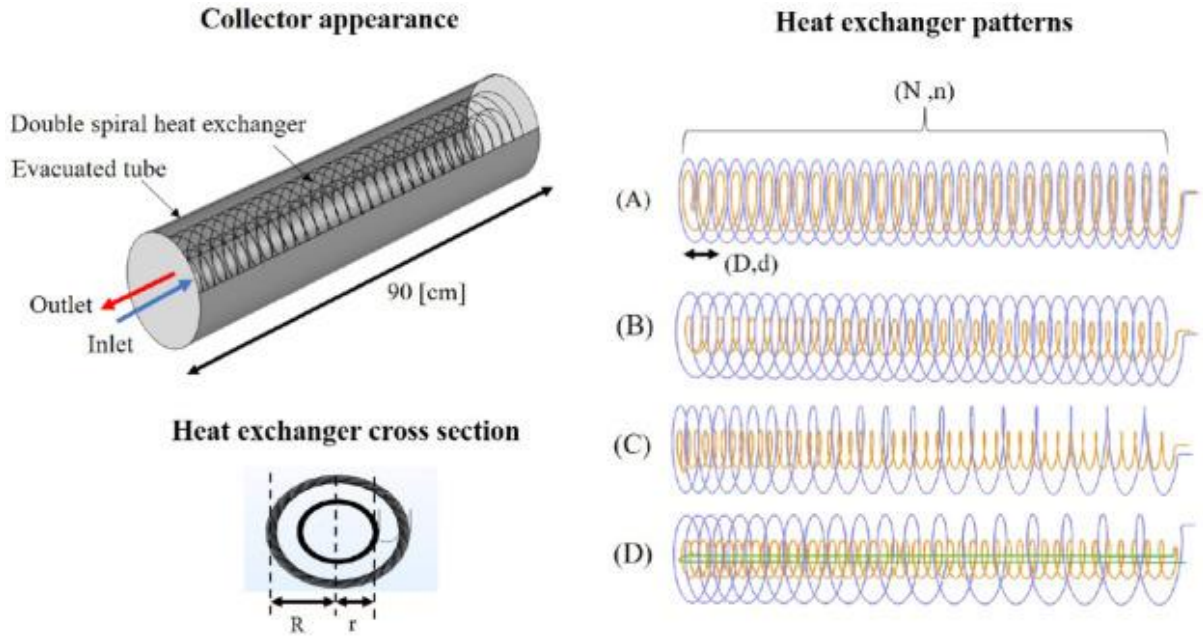 Collector appearance
Double spiral heat exchanger
Evacuated tube
90 [cm]
Outlet
Inlet
Heat exchanger cross section
R
r
Heat exchanger patterns
(N ,n)
(A)
(D,d)
(B)
(C)
(D)